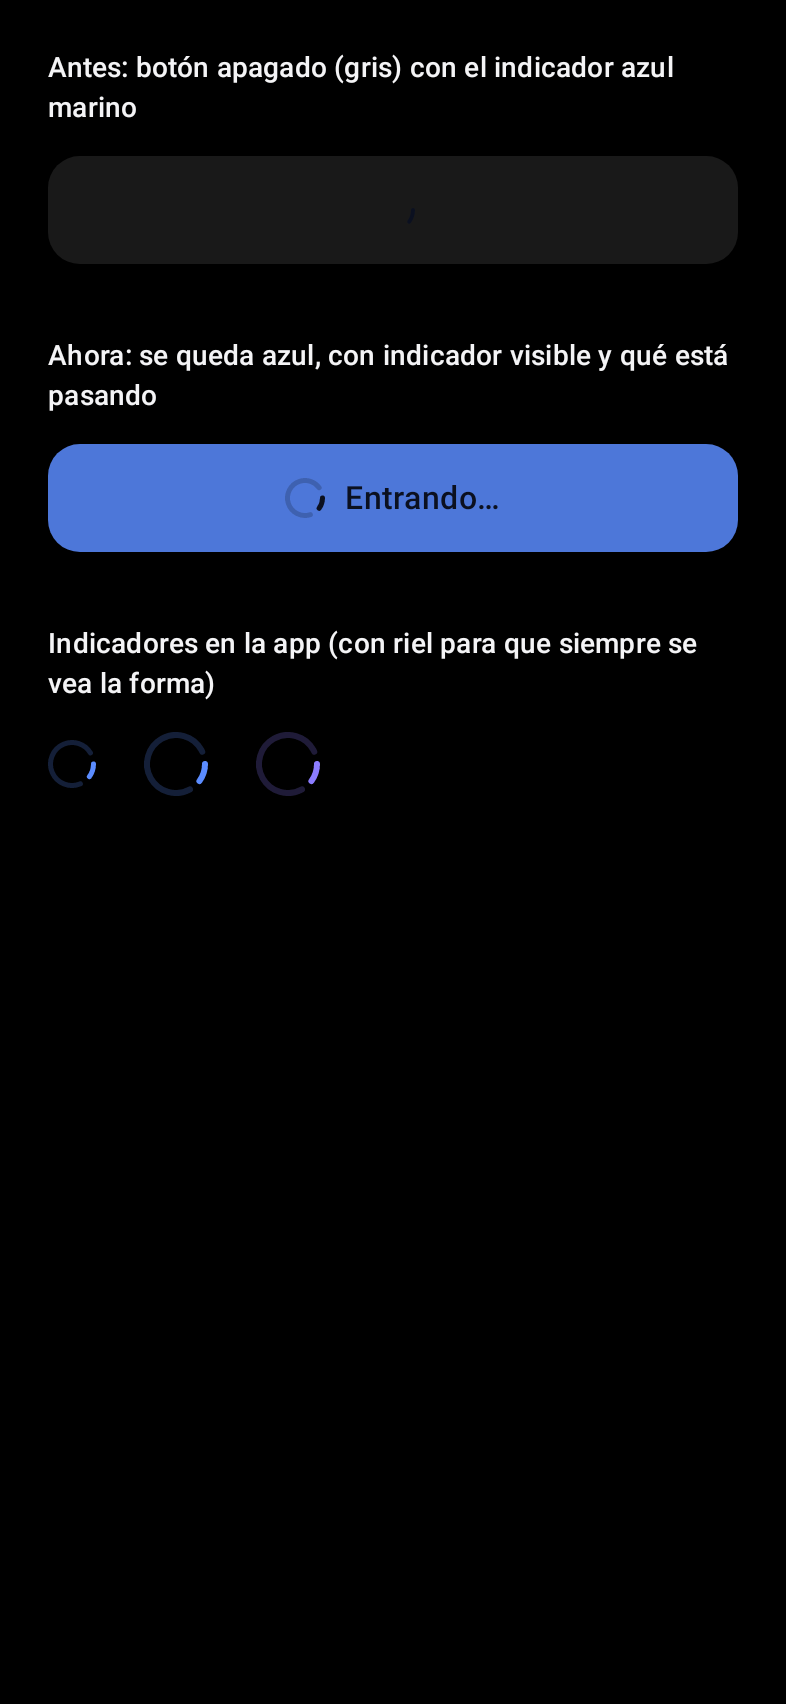 Antes: botón apagado (gris) con el indicador azul
marino
Ahora: se queda azul, con indicador visible y qué está
pasando
Entrando…
Indicadores en la app (con riel para que siempre se
vea la forma)